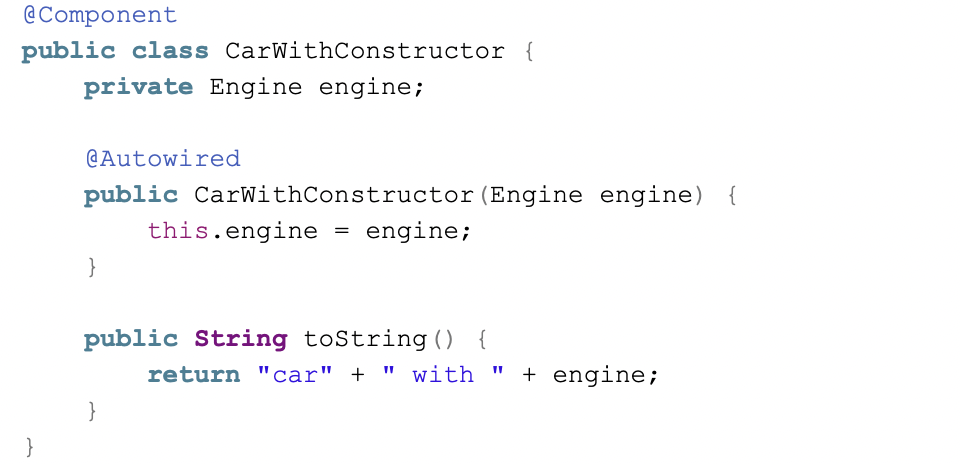 @Component
public class CarWithConstructor {
    private Engine engine;

    @Autowired
    public CarWithConstructor(Engine engine) {
        this.engine = engine;
    }

    public String toString() {
        return "car" + " with " + engine;
    }
}